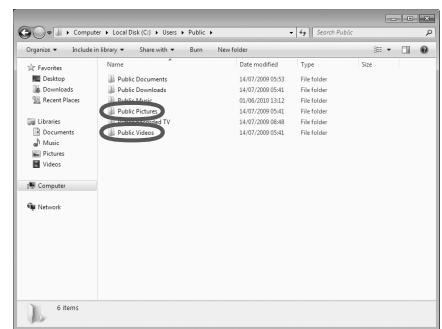 Computer Local Disk (C:) Users Public Search Public
Organize Include in library Share with Burn New folder
Name Date modified Type Size
Favorites
Desktop
Downloads
Recent Places
Libraries
Documents
Music
Pictures
Videos
Computer
Network
Public Documents 14/07/2009 05:53 File folder
Public Downloads 14/07/2009 05:41 File folder
Public Music 01/06/2010 13:12 File folder
Public Pictures 14/07/2009 05:41 File folder
TV 14/07/2009 08:48 File folder
Public Videos 14/07/2009 05:41 File folder
6 items